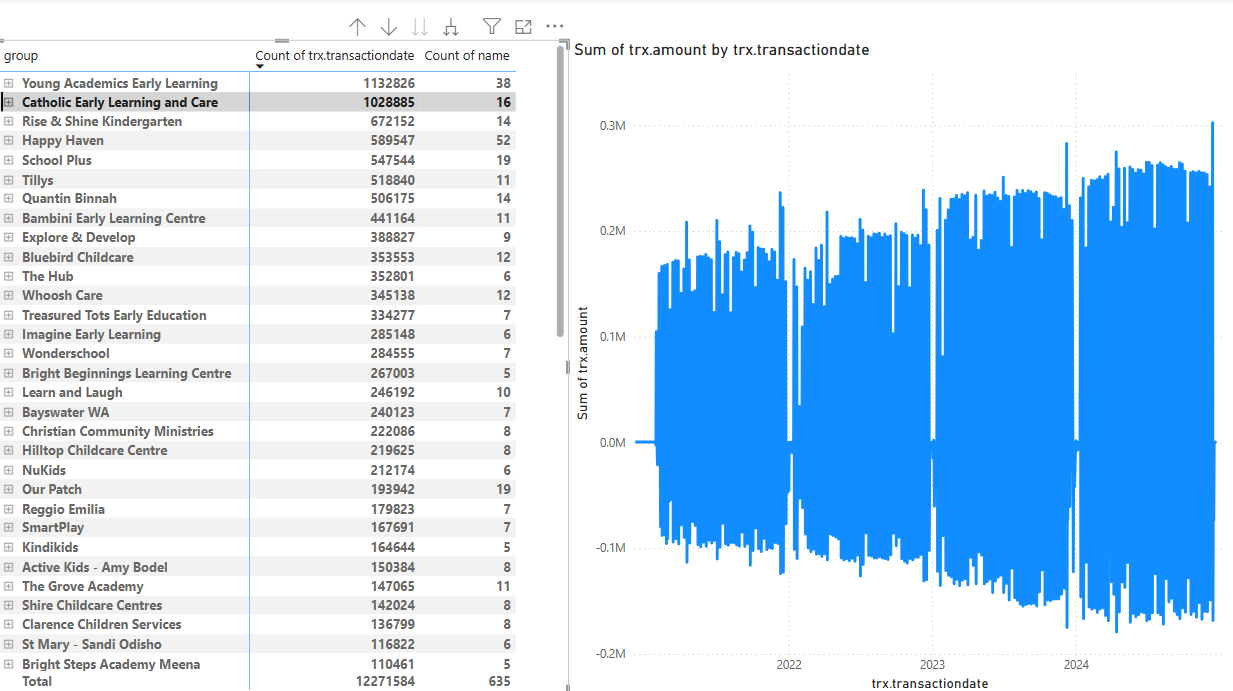 group Count of trx.transactiondate Count of name
Young Academics Early Learning 1132826 38
Catholic Early Learning and Care 1028885 16
Rise & Shine Kindergarten 672152 14
Happy Haven 589547 52
School Plus 547544 19
Tillys 518840 11
Quantin Binnah 506175 14
Bambini Early Learning Centre 441164 11
Explore & Develop 388827 9
Bluebird Childcare 353553 12
The Hub 352801 6
Whoosh Care 345138 12
Treasured Tots Early Education 334277 7
Imagine Early Learning 285148 6
Wonderschool 284555 7
Bright Beginnings Learning Centre 267003 5
Learn and Laugh 246192 10
Bayswater WA 240123 7
Christian Community Ministries 222086 8
Hilltop Childcare Centre 219625 8
NuKids 212174 6
Our Patch 193942 19
Reggio Emilia 179823 7
SmartPlay 167691 7
Kindikids 164644 5
Active Kids - Amy Bodel 150384 8
The Grove Academy 147065 11
Shire Childcare Centres 142024 8
Clarence Children Services 136799 8
St Mary - Sandi Odisho 116822 6
Bright Steps Academy Meena 110461 5
Total 12271584 635
Sum of trx.amount by trx.transactiondate
Sum of trx.amount
0.3M
0.2M
0.1M
0.0M
-0.1M
-0.2M
2022 2023 2024
trx.transactiondate